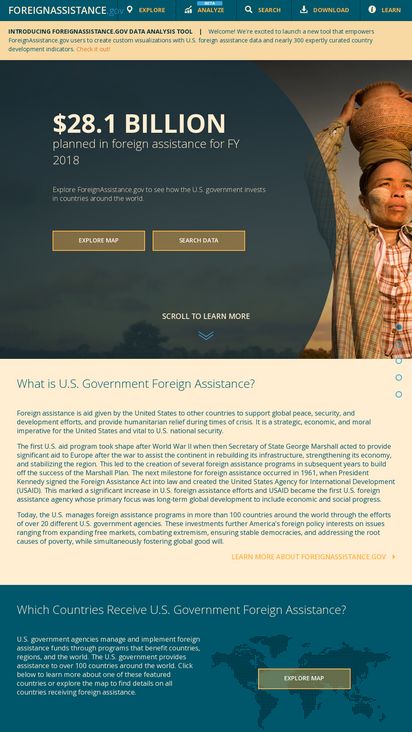 FOREIGNASSISTANCE.gov EXPLORE BETA ANALYZE SEARCH DOWNLOAD LEARN
INTRODUCING FOREIGNASSISTANCE.GOV DATA ANALYSIS TOOL | Welcome! We're excited to launch a new tool that empowers
ForeignAssistance.gov users to create custom visualizations with U.S. foreign assistance data and nearly 300 expertly curated country
development indicators. Check it out!
$28.1 BILLION
planned in foreign assistance for FY
2018
Explore ForeignAssistance.gov to see how the U.S. government invests
in countries around the world.
EXPLORE MAP SEARCH DATA
SCROLL TO LEARN MORE
What is U.S. Government Foreign Assistance?
Foreign assistance is aid given by the United States to other countries to support global peace, security, and
development efforts, and provide humanitarian relief during times of crisis. It is a strategic, economic, and moral
imperative for the United States and vital to U.S. national security.
The first U.S. aid program took shape after World War II when then Secretary of State George Marshall acted to provide
significant aid to Europe after the war to assist the continent in rebuilding its infrastructure, strengthening its economy,
and stabilizing the region. This led to the creation of several foreign assistance programs in subsequent years to build
off the success of the Marshall Plan. The next milestone for foreign assistance occurred in 1961, when President
Kennedy signed the Foreign Assistance Act into law and created the United States Agency for International Development
(USAID). This marked a significant increase in U.S. foreign assistance efforts and USAID became the first U.S. foreign
assistance agency whose primary focus was long-term global development to include economic and social progress.
Today, the U.S. manages foreign assistance programs in more than 100 countries around the world through the efforts
of over 20 different U.S. government agencies. These investments further America's foreign policy interests on issues
ranging from expanding free markets, combating extremism, ensuring stable democracies, and addressing the root
causes of poverty, while simultaneously fostering global good will.
LEARN MORE ABOUT FOREIGNASSISTANCE.GOV
Which Countries Receive U.S. Government Foreign Assistance?
U.S. government agencies manage and implement foreign
assistance funds through programs that benefit countries,
regions, and the world. The U.S. government provides
assistance to over 100 countries around the world. Click
below to learn more about one of these featured
countries or explore the map to find details on all
countries receiving foreign assistance.
EXPLORE MAP